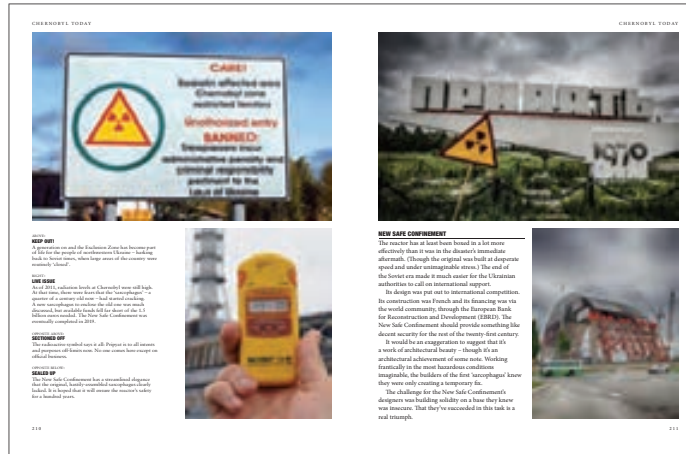 CHERNOBYL TODAY
CHERNOBYL TODAY
CARE!
Radiatin effected area
Chernobyl zone
restricted territory
Unothorized entry
BANNED:
Trespassers incur
administrative penalty and
criminal responsibility
pertinent to the
Laws of Ukraine
ПРИПЯТЬ
1970
ABOVE:
KEEP OUT!
A generation on and the Exclusion Zone has become part
of life for the people of northwestern Ukraine – harking
back to Soviet times, when large areas of the country were
routinely ‘closed’.
RIGHT:
LIVE ISSUE
As of 2011, radiation levels at Chernobyl were still high.
At that time, there were fears that the ‘sarcophagus’ – a
quarter of a century old now – had started cracking.
A new sarcophagus to enclose the old one was much
discussed, but available funds fell far short of the 1.5
billion euros needed. The New Safe Confinement was
eventually completed in 2019.
OPPOSITE ABOVE:
SECTIONED OFF
The radioactive symbol says it all: Pripyat is to all intents
and purposes off-limits now. No one comes here except on
official business.
OPPOSITE BELOW:
SEALED UP
The New Safe Confinement has a streamlined elegance
that the original, hastily-assembled sarcophagus clearly
lacked. It is hoped that it will ensure the reactor’s safety
for a hundred years.
210
NEW SAFE CONFINEMENT
The reactor has at least been boxed in a lot more
effectively than it was in the disaster’s immediate
aftermath. (Though the original was built at desperate
speed and under unimaginable stress.) The end of
the Soviet era made it much easier for the Ukrainian
authorities to call on international support.
Its design was put out to international competition.
Its construction was French and its financing was via
the world community, through the European Bank
for Reconstruction and Development (EBRD). The
New Safe Confinement should provide something like
decent security for the rest of the twenty-first century.
It would be an exaggeration to suggest that it’s
a work of architectural beauty – though it’s an
architectural achievement of some note. Working
frantically in the most hazardous conditions
imaginable, the builders of the first ‘sarcophagus’ knew
they were only creating a temporary fix.
The challenge for the New Safe Confinement’s
designers was building solidity on a base they knew
was insecure. That they’ve succeeded in this task is a
real triumph.
211